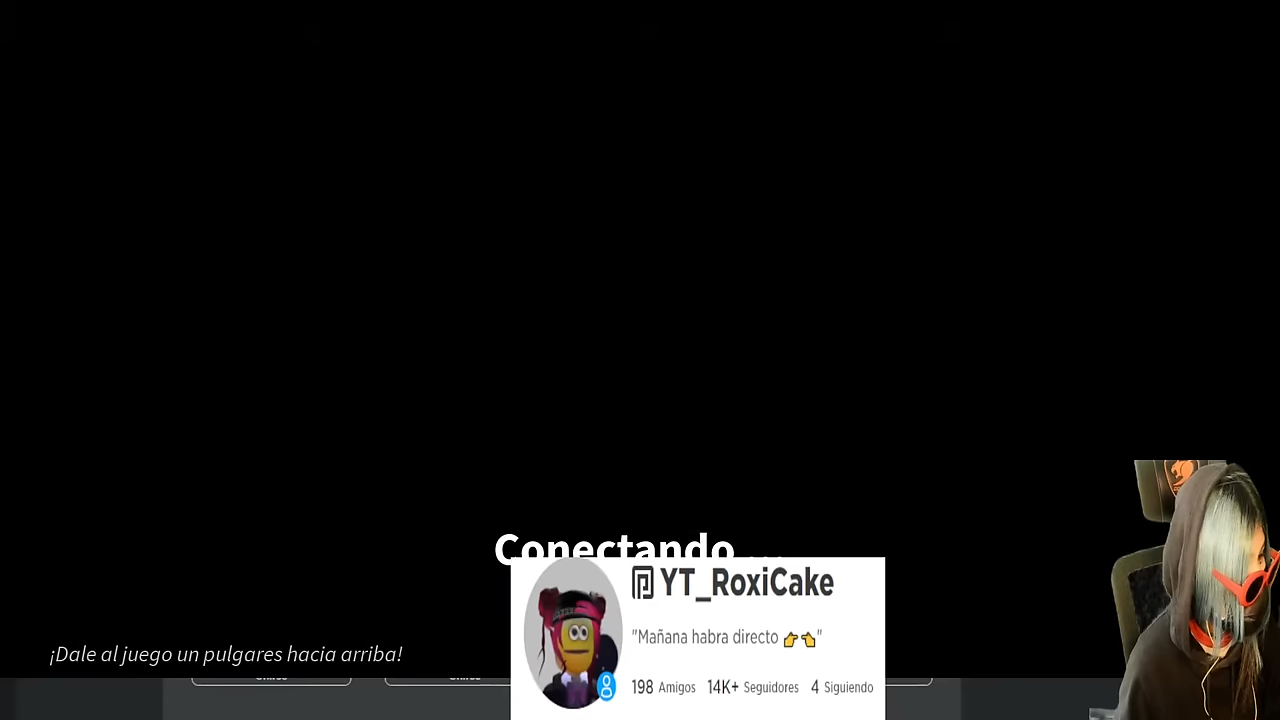 Conectando ...
YT_RoxiCake
"Mañana habra directo 👉👈"
¡Dale al juego un pulgares hacia arriba!
198 Amigos 14K+ Seguidores 4 Siguiendo